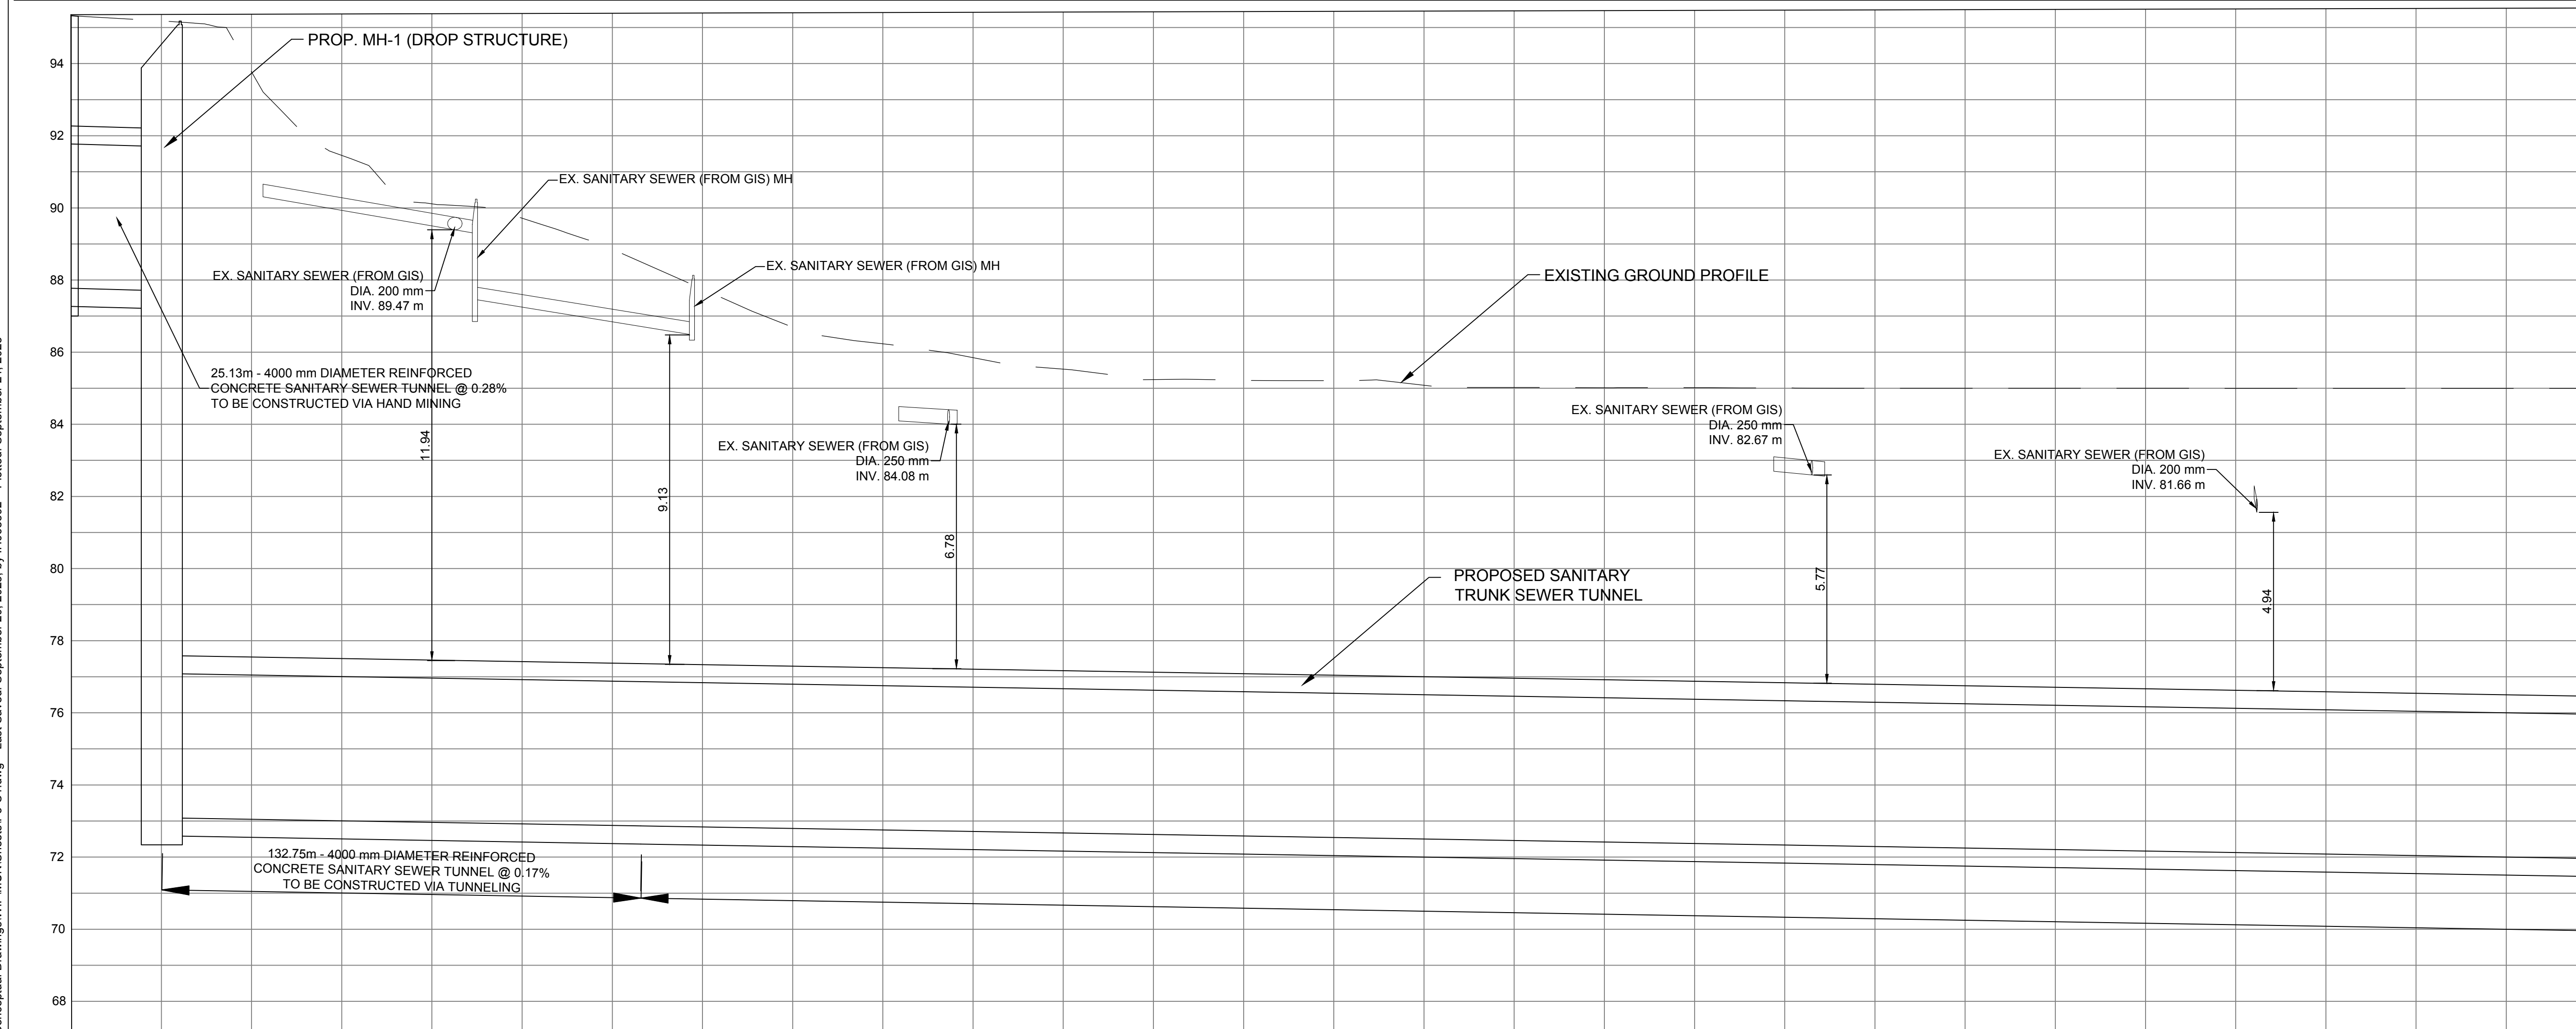 PROP. MH-1 (DROP STRUCTURE)
94
92
90
88
86
84
82
80
78
76
74
72
70
68
EX. SANITARY SEWER (FROM GIS) MH
EX. SANITARY SEWER (FROM GIS) MH
EX. SANITARY SEWER (FROM GIS)
DIA. 200 mm
INV. 89.47 m
EXISTING GROUND PROFILE
25.13m - 4000 mm DIAMETER REINFORCED
CONCRETE SANITARY SEWER TUNNEL @ 0.28%
TO BE CONSTRUCTED VIA HAND MINING
11.94
9.13
EX. SANITARY SEWER (FROM GIS)
DIA. 250 mm
INV. 84.08 m
6.78
EX. SANITARY SEWER (FROM GIS)
DIA. 250 mm
INV. 82.67 m
5.77
EX. SANITARY SEWER (FROM GIS)
DIA. 200 mm
INV. 81.66 m
4.94
PROPOSED SANITARY
TRUNK SEWER TUNNEL
132.75m - 4000 mm DIAMETER REINFORCED
CONCRETE SANITARY SEWER TUNNEL @ 0.17%
TO BE CONSTRUCTED VIA TUNNELING